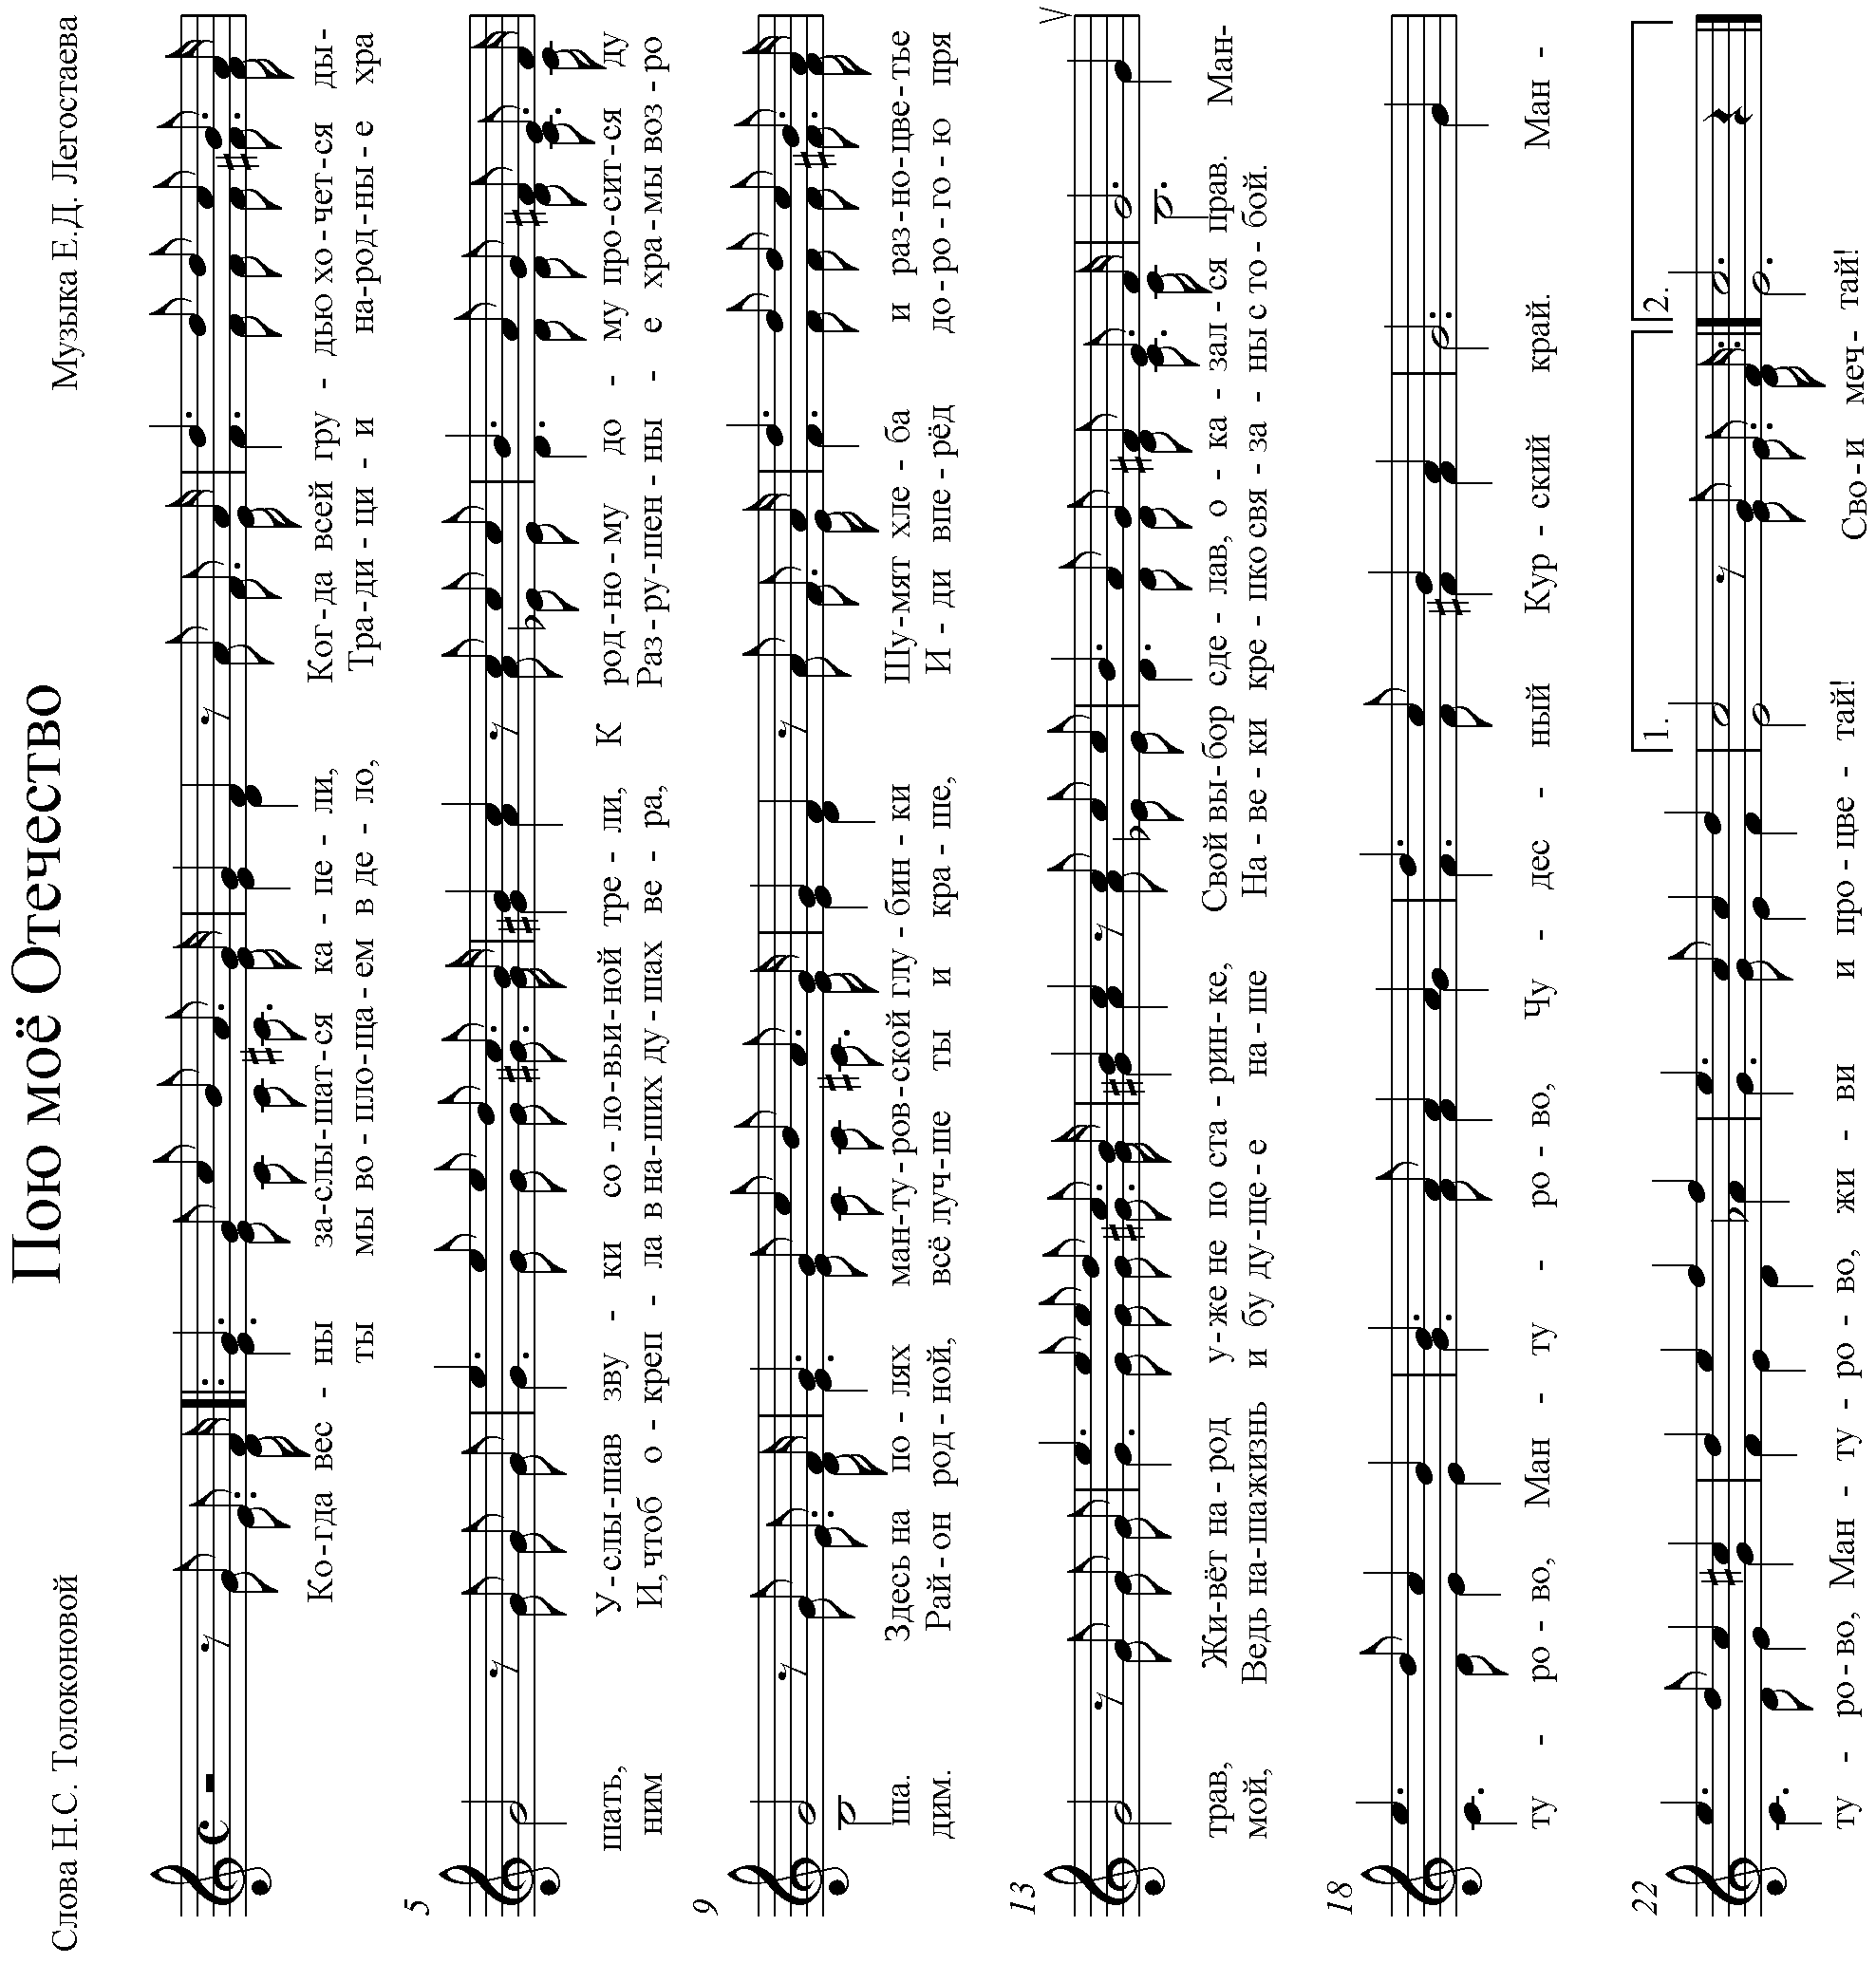 Пою моё Отечество
Слова Н.С. Толоконовой
Музыка Е.Д. Легостаева
Ко-гда вес - ны за-слы-шат-ся ка - пе - ли, Ког-да всей гру - дью хо-чет-ся ды-
ты мы во-пло-ща-ем в де - ло, Тра-ди - ци - и на-род-ны-е хра
5
шать, У-слы-шав зву - ки со-ло-вьи-ной тре - ли, К род-но-му до - му про-сит-ся ду
ним И, чтоб о-креп - ла в на-ших ду-шах ве - ра, Раз-ру-шен-ны - е хра-мы воз-ро
9
ша. Здесь на по-лях ман-ту-ров-ской глу-бин-ки Шу-мят хле-ба и раз-но-цве-тье
дим. Рай-он род-ной, всё луч-ше ты и кра-ше, И-ди впе-рёд до-ро-го-ю пря
13
трав, Жи-вёт на-род у-же не по ста-рин-ке, Свой вы-бор сде-лав, о-ка-зал-ся прав. Ман-
мой, Ведь на-ша жизнь и бу ду-ще-е на-ше На-ве-ки кре-пко свя-за-ны с то-бой.
18
ту - ро-во, Ман - ту - ро-во, Чу - дес - ный Кур-ский край. Ман -
22
1. 2.
ту - ро-во, Ман - ту-ро-во, жи - ви и про-цве - тай! Сво-и меч- тай!